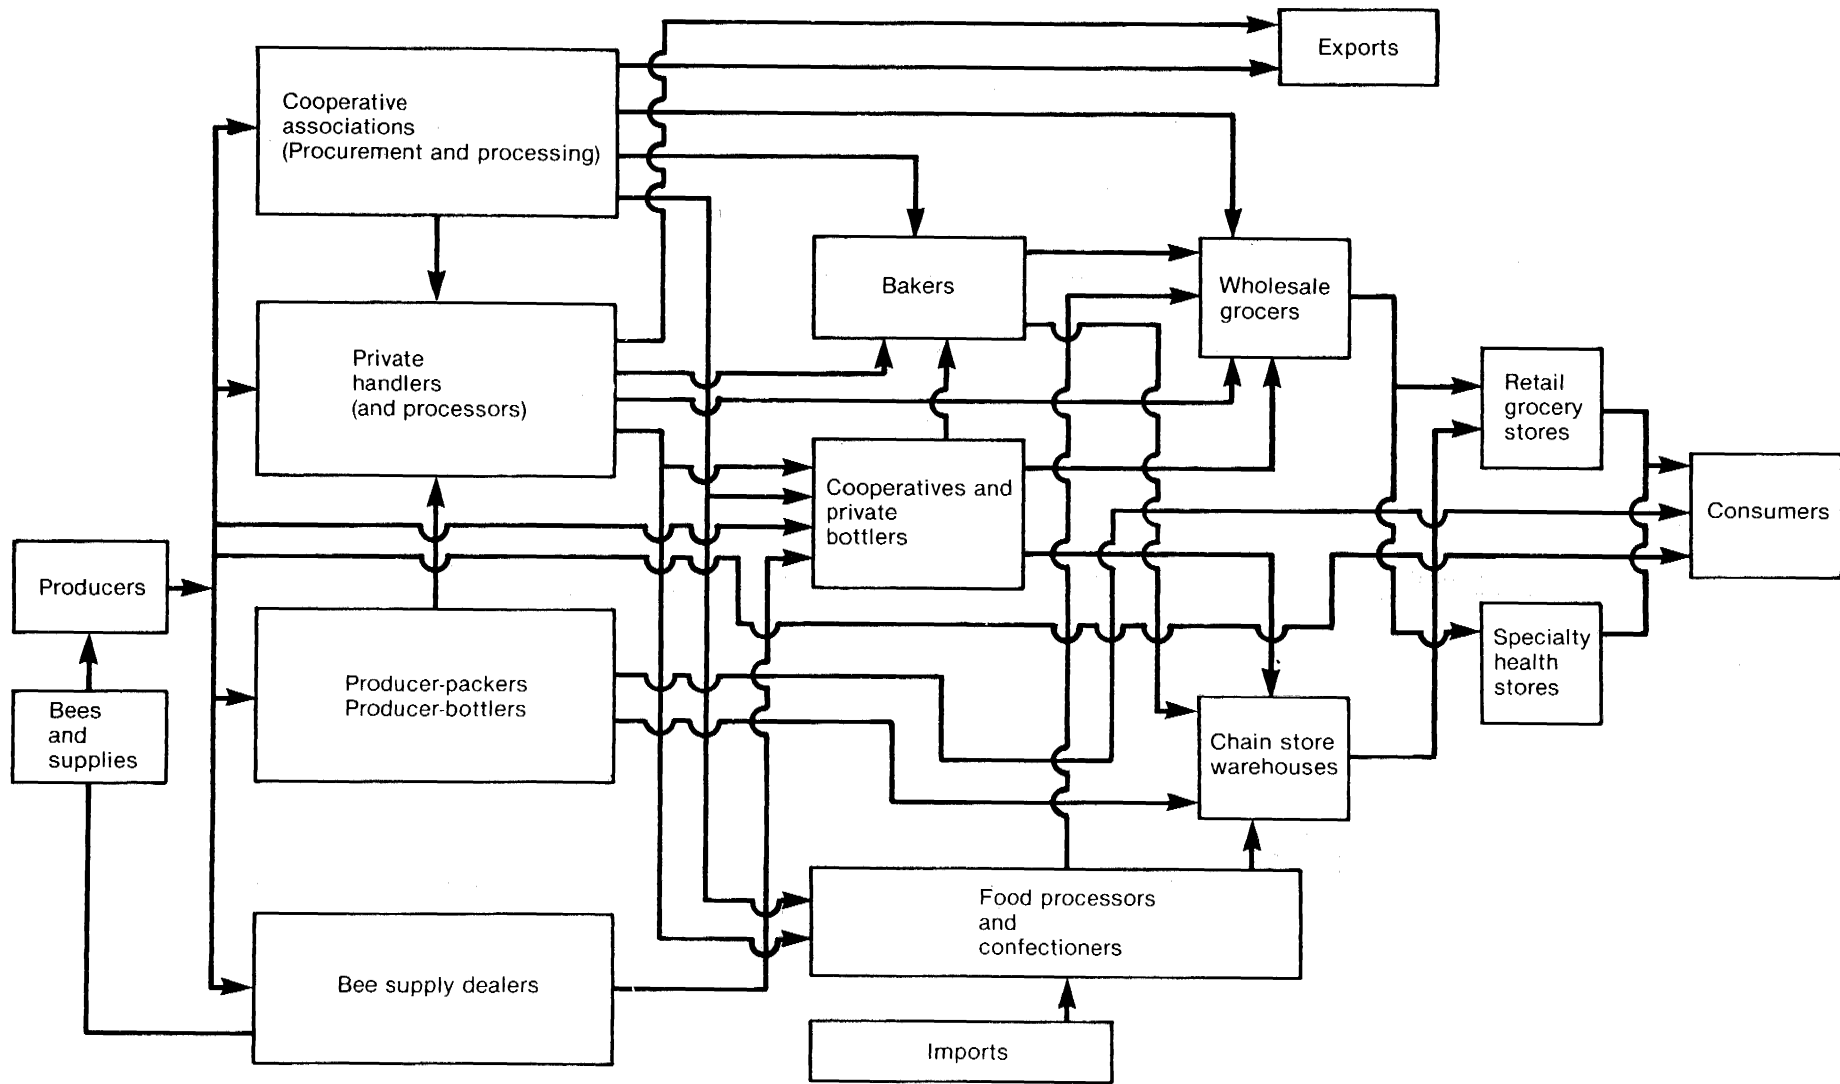 Exports
Cooperative
associations
(Procurement and processing)
Bakers
Wholesale
grocers
Private
handlers
(and processors)
Retail
grocery
stores
Cooperatives and
private
bottlers
Consumers
Producers
Specialty
health
stores
Producer-packers
Producer-bottlers
Bees
and
supplies
Chain store
warehouses
Food processors
and
confectioners
Bee supply dealers
Imports